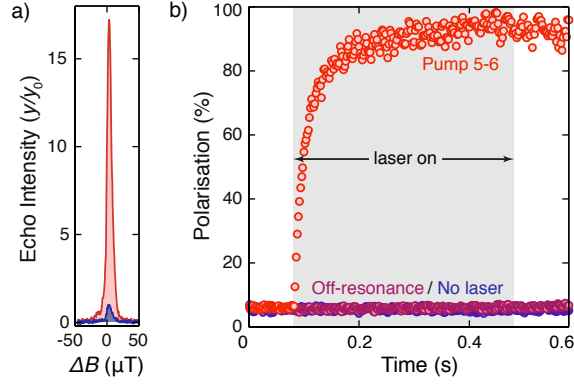 a)
Echo Intensity (y/y0)
15
10
5
0
-50
0
50
ΔB (μT)
b)
Polarisation (%)
100
80
60
40
20
0
Pump 5-6
laser on
Off-resonance / No laser
0
0.2
0.4
0.6
Time (s)